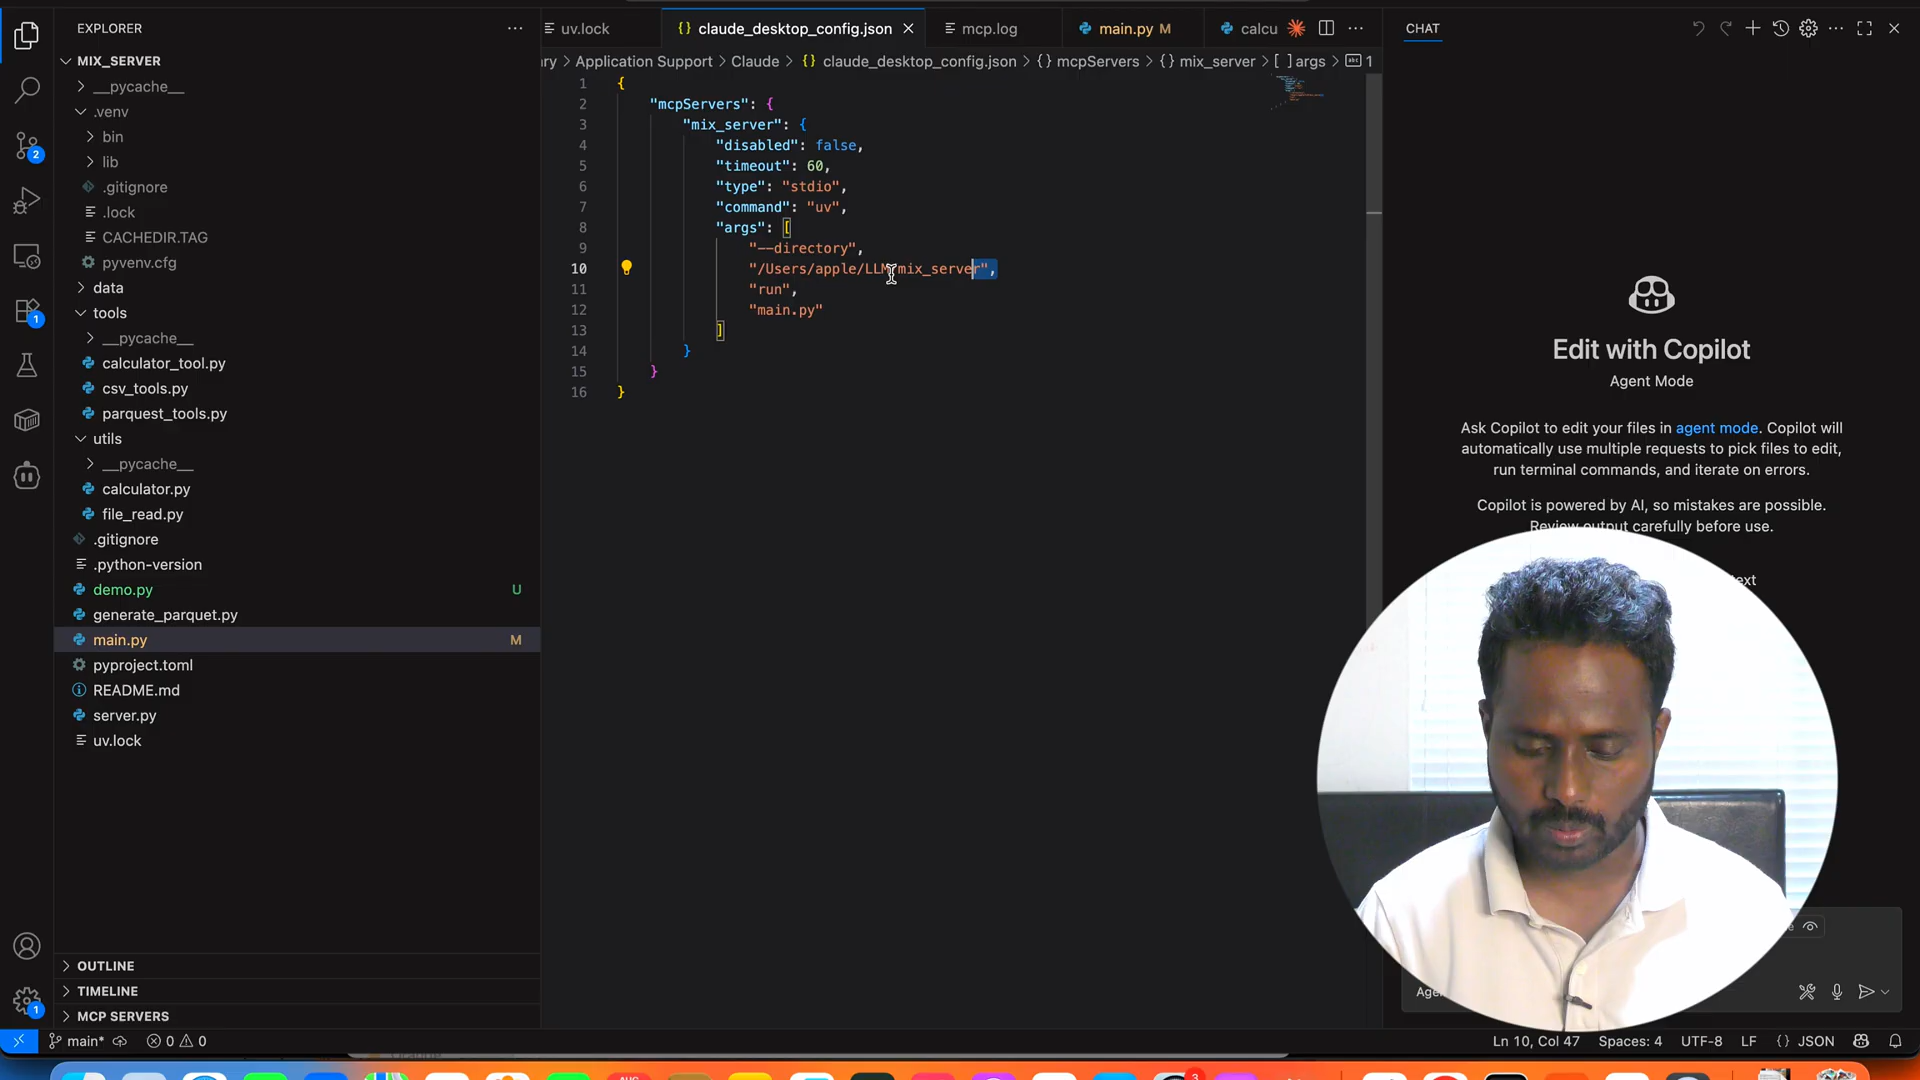 EXPLORER
MIX_SERVER
__pycache__
.venv
bin
lib
.gitignore
.lock
CACHEDIR.TAG
pyvenv.cfg
data
tools
__pycache__
calculator_tool.py
csv_tools.py
parquest_tools.py
utils
__pycache__
calculator.py
file_read.py
.gitignore
.python-version
demo.py U
generate_parquet.py
main.py M
pyproject.toml
README.md
server.py
uv.lock
OUTLINE
TIMELINE
MCP SERVERS
2
1
1
uv.lock {} claude_desktop_config.json mcp.log main.py M calcu
ry > Application Support > Claude > {} claude_desktop_config.json > {} mcpServers > {} mix_server > [ ] args > abc 1
1 {
2 "mcpServers": {
3 "mix_server": {
4 "disabled": false,
5 "timeout": 60,
6 "type": "stdio",
7 "command": "uv",
8 "args": [
9 "--directory",
10 "/Users/apple/LLM/mix_server",
11 "run",
12 "main.py"
13 ]
14 }
15 }
16 }
CHAT
Edit with Copilot
Agent Mode
Ask Copilot to edit your files in agent mode. Copilot will
automatically use multiple requests to pick files to edit,
run terminal commands, and iterate on errors.
Copilot is powered by AI, so mistakes are possible.
Review output carefully before use.
main* 0 0
Ln 10, Col 47 Spaces: 4 UTF-8 LF {} JSON
AUG
3